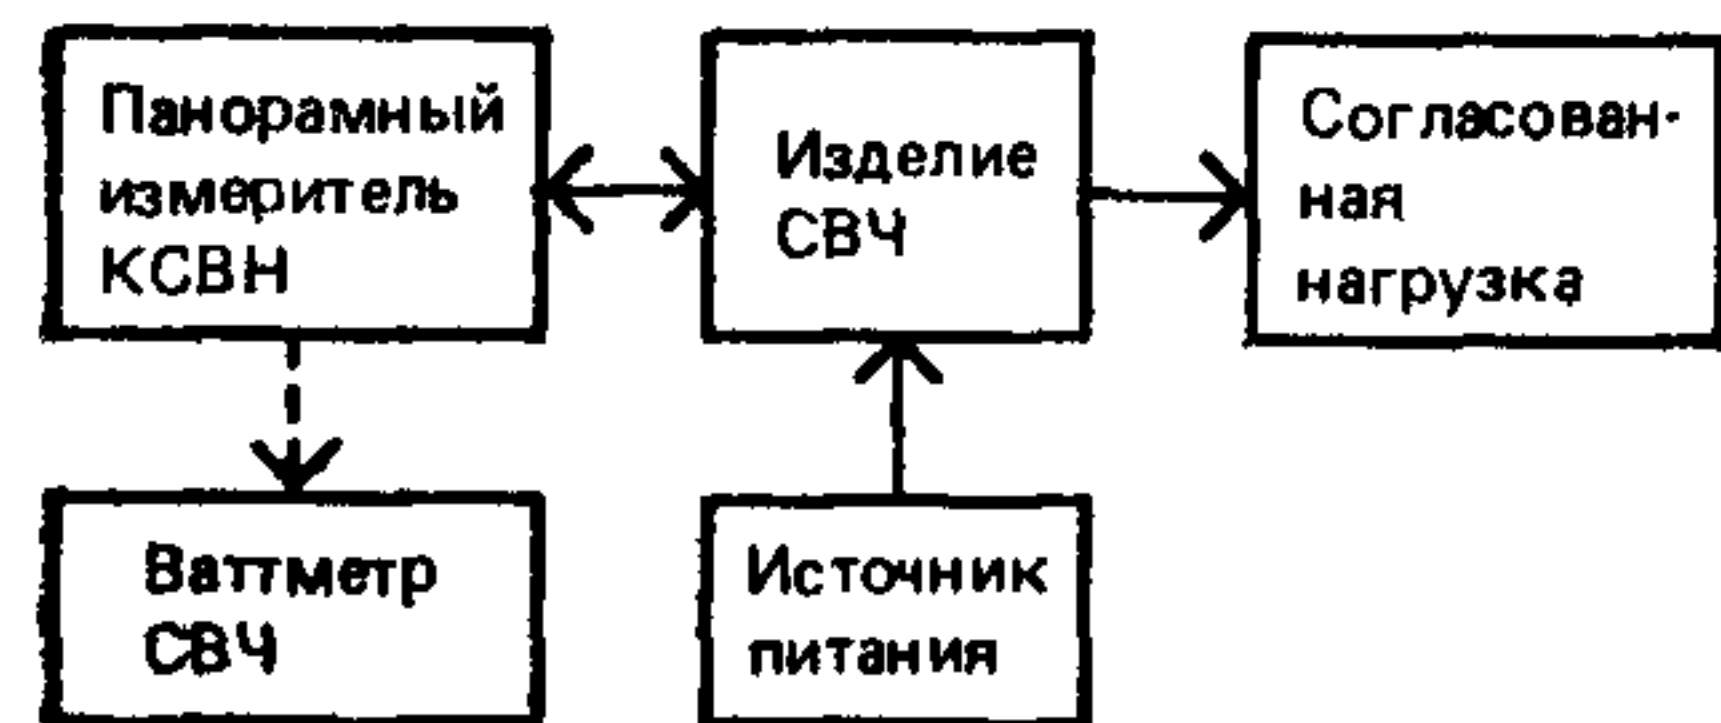 Панорамный
измеритель
КСВН
Изделие
СВЧ
Согласован-
ная
нагрузка
Ваттметр
СВЧ
Источник
питания